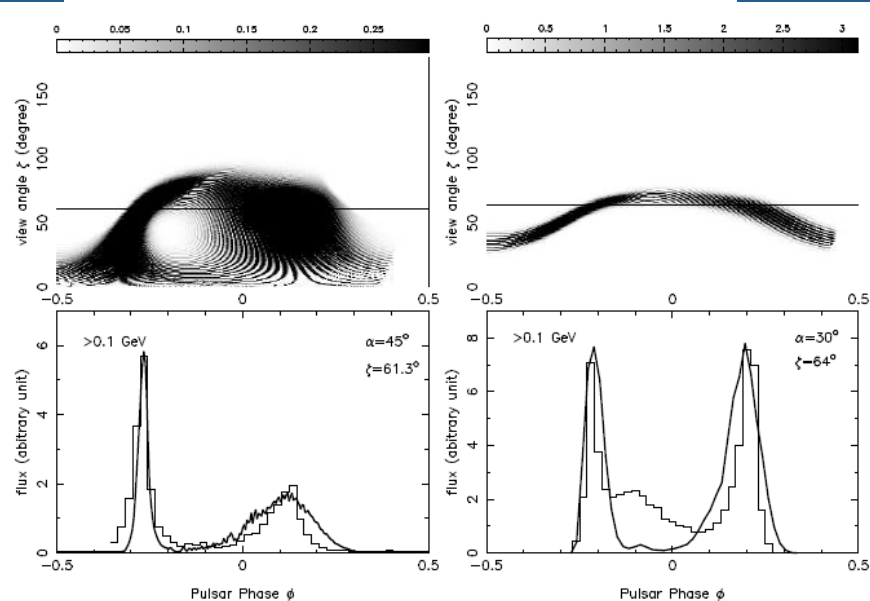 0 0.05 0.1 0.15 0.2 0.25
view angle ζ (degree)
0 50 100 150
−0.5 0 0.5
0 0.5 1 1.5 2 2.5 3
view angle ζ (degree)
0 50 100 150
−0.5 0 0.5
>0.1 GeV
α=45°
ζ=61.3°
flux (abitrary unit)
0 2 4 6
−0.5 0 0.5
Pulsar Phase ϕ
>0.1 GeV
α=30°
ζ=64°
flux (abitrary unit)
0 2 4 6 8
−0.5 0 0.5
Pulsar Phase ϕ